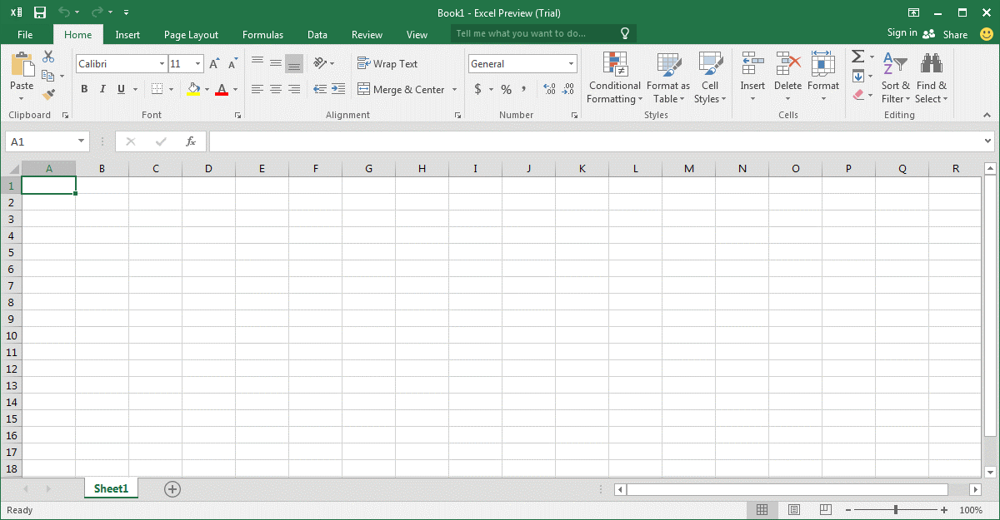 Book1 - Excel Preview (Trial)
File Home Insert Page Layout Formulas Data Review View Tell me what you want to do... Sign in Share
Calibri 11 Wrap Text General
Paste B I U Merge & Center $ % , Conditional Formatting Format as Table Cell Styles Insert Delete Format Sort & Filter Find & Select
Clipboard Font Alignment Number Styles Cells Editing
A1 fx
A B C D E F G H I J K L M N O P Q R
1
2
3
4
5
6
7
8
9
10
11
12
13
14
15
16
17
18
Sheet1
Ready 100%